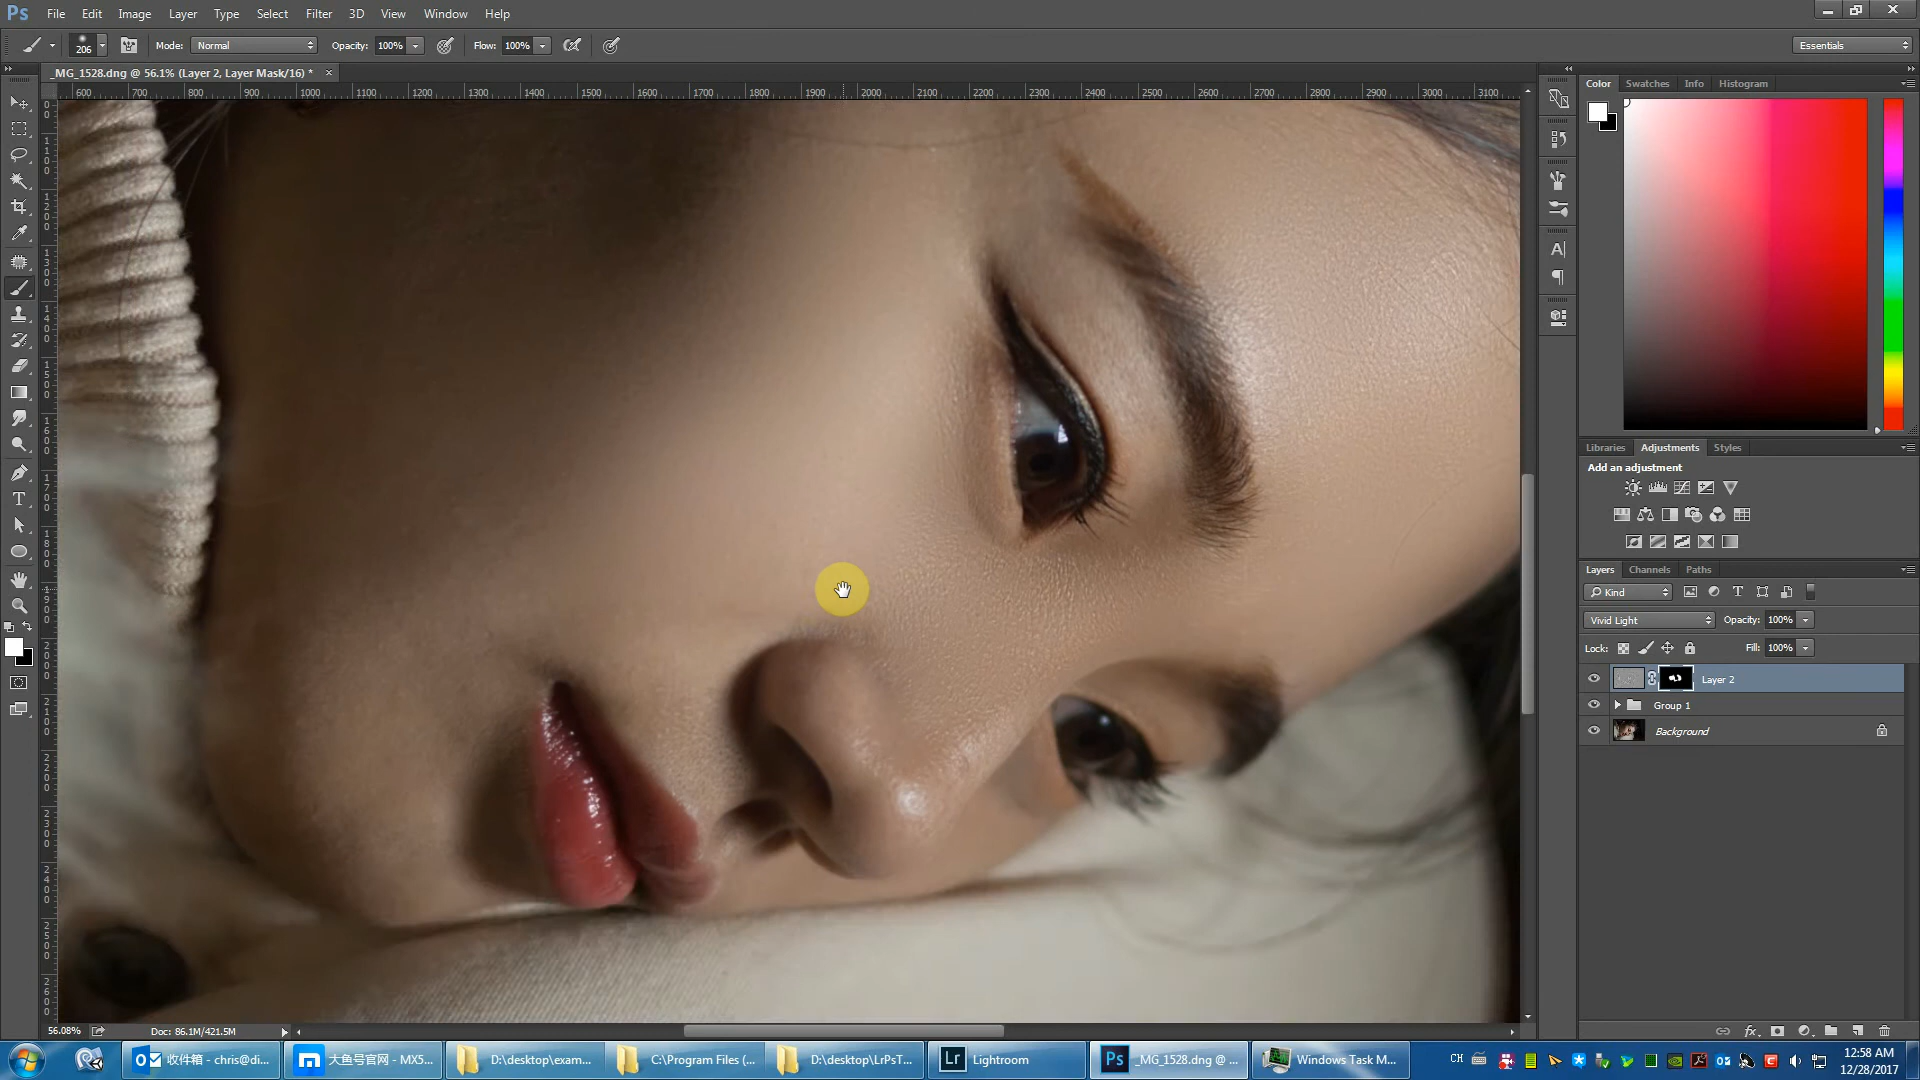 Ps File Edit Image Layer Type Select Filter 3D View Window Help
206 Mode: Normal Opacity: 100% Flow: 100% Essentials
_MG_1528.dng @ 56.1% (Layer 2, Layer Mask/16) * ×
600 700 800 900 1000 1100 1200 1300 1400 1500 1600 1700 1800 1900 2000 2100 2200 2300 2400 2500 2600 2700 2800 2900 3000 3100
Color Swatches Info Histogram
Libraries Adjustments Styles
Add an adjustment
Layers Channels Paths
Kind
Vivid Light Opacity: 100%
Lock: Fill: 100%
Layer 2
Group 1
Background
56.08% Doc: 86.1M/421.5M
收件箱 - chris@di...
大鱼号官网 - MX5...
D:\desktop\exam...
C:\Program Files (...
D:\desktop\LrPsT...
Lr Lightroom
Ps _MG_1528.dng @ ...
Windows Task M...
CH
12:58 AM
12/28/2017